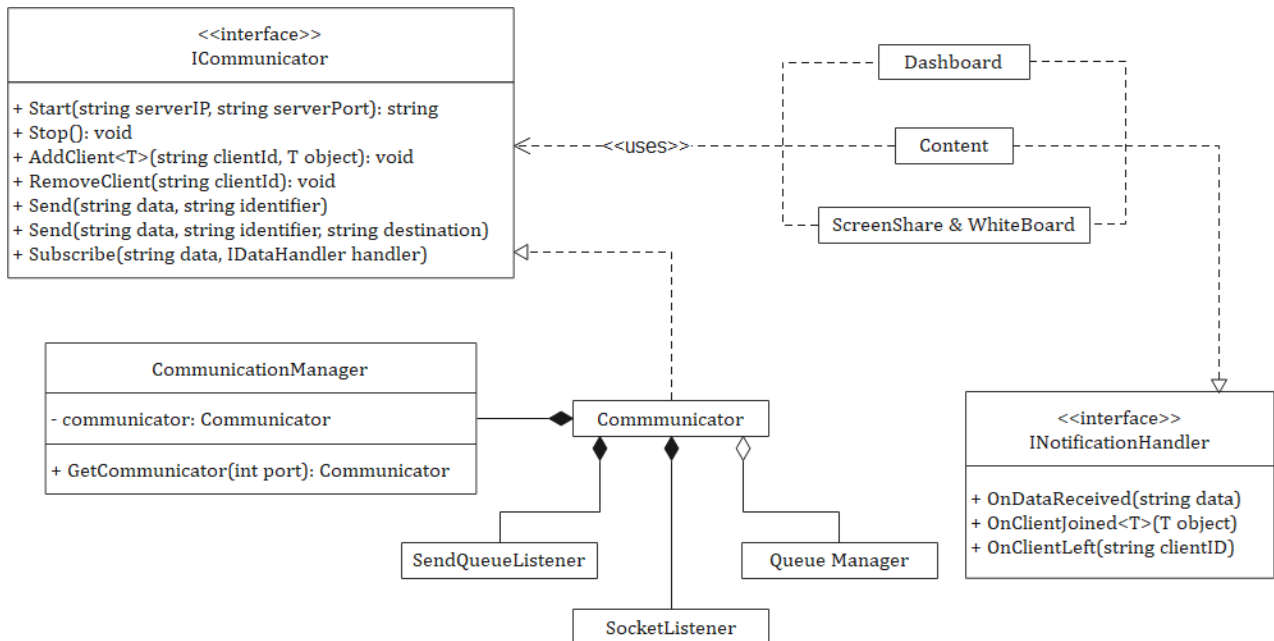 <<interface>>
ICommunicator
+ Start(string serverIP, string serverPort): string
+ Stop(): void
+ AddClient<T>(string clientId, T object): void
+ RemoveClient(string clientId): void
+ Send(string data, string identifier)
+ Send(string data, string identifier, string destination)
+ Subscribe(string data, IDataHandler handler)
<<uses>>
Dashboard
Content
ScreenShare & WhiteBoard
CommunicationManager
- communicator: Communicator
+ GetCommunicator(int port): Communicator
Commmunicator
SendQueueListener
Queue Manager
SocketListener
<<interface>>
INotificationHandler
+ OnDataReceived(string data)
+ OnClientJoined<T>(T object)
+ OnClientLeft(string clientID)